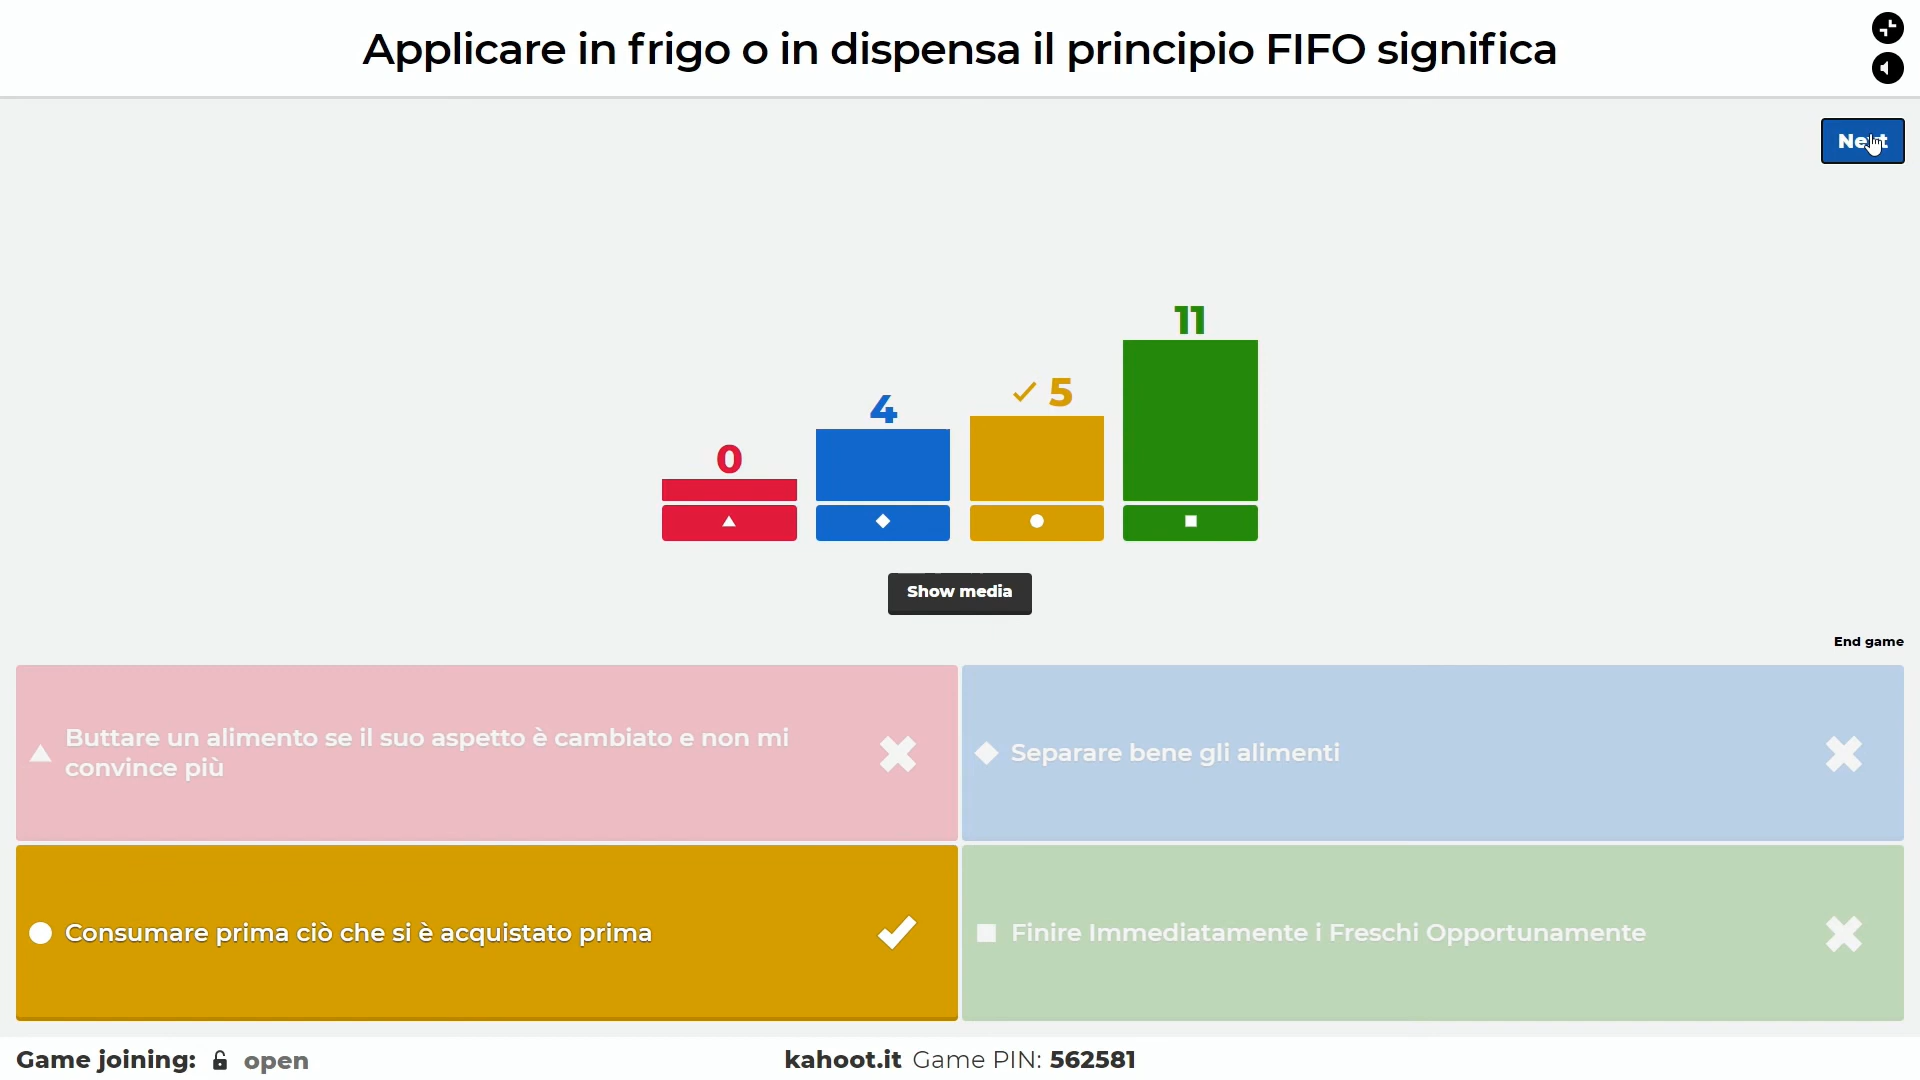 Applicare in frigo o in dispensa il principio FIFO significa
Next
11
5
4
0
Show media
End game
Buttare un alimento se il suo aspetto è cambiato e non mi
convince più
Separare bene gli alimenti
Consumare prima ciò che si è acquistato prima
Finire Immediatamente i Freschi Opportunamente
Game joining: open
kahoot.it Game PIN: 562581